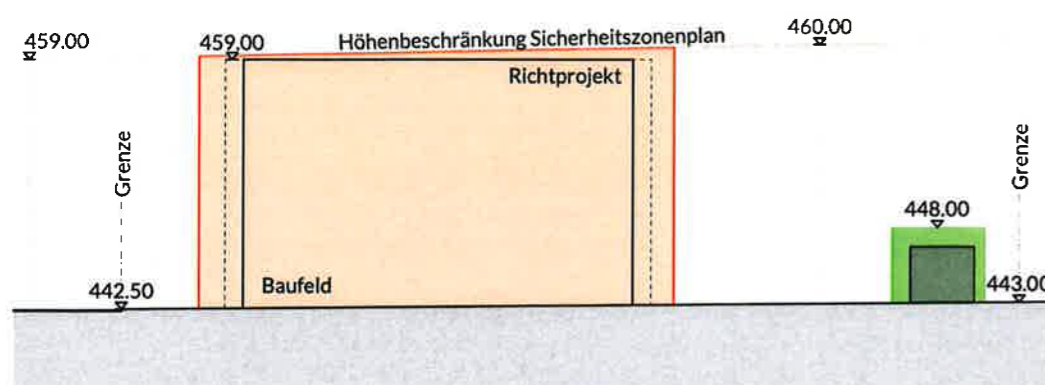 459.00
459.00
Höhenbeschränkung Sicherheitszonenplan
460.00
Richtprojekt
Grenze
Grenze
448.00
Baufeld
442.50
443.00